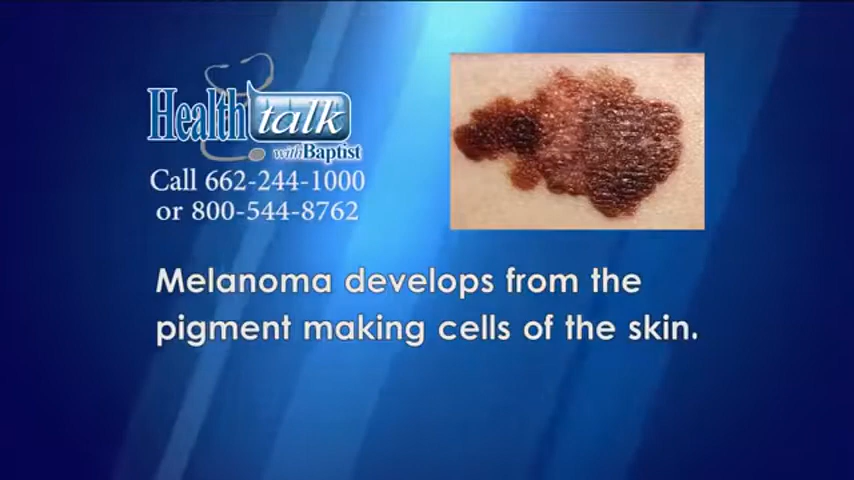 Health talk
with Baptist
Call 662-244-1000
or 800-544-8762
Melanoma develops from the
pigment making cells of the skin.